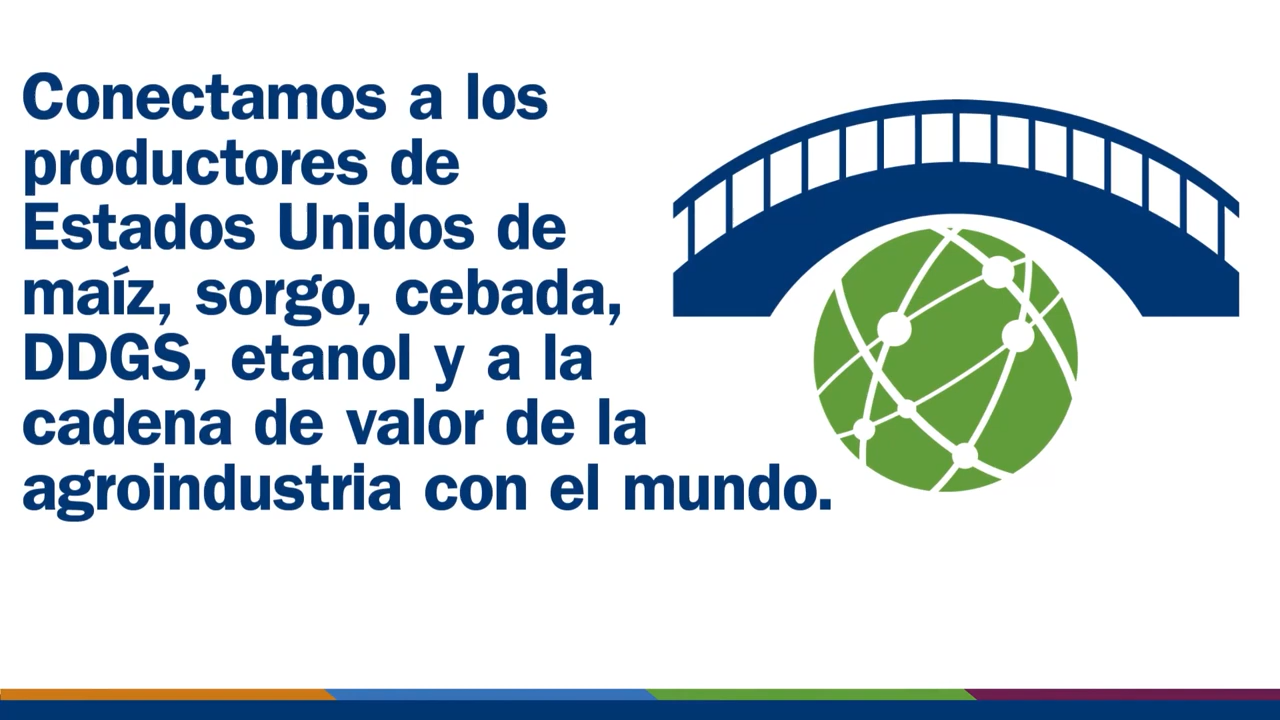 Conectamos a los
productores de
Estados Unidos de
maíz, sorgo, cebada,
DDGS, etanol y a la
cadena de valor de la
agroindustria con el mundo.